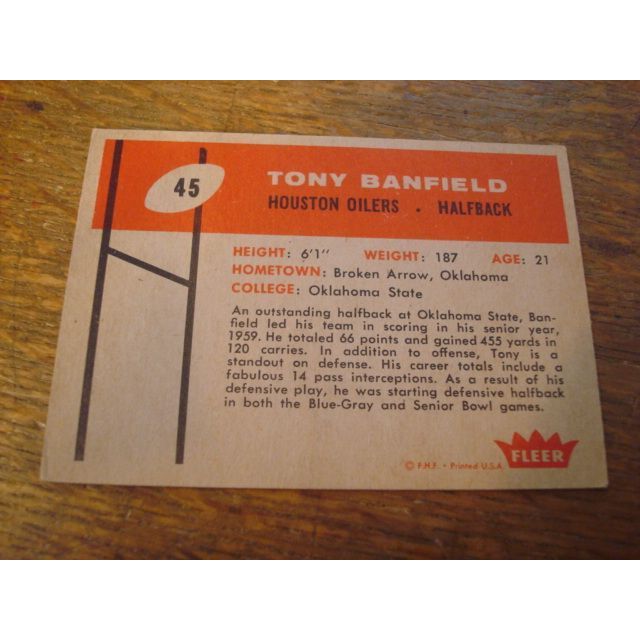 45
TONY BANFIELD
HOUSTON OILERS . HALFBACK
HEIGHT: 6'1" WEIGHT: 187 AGE: 21
HOMETOWN: Broken Arrow, Oklahoma
COLLEGE: Oklahoma State
An outstanding halfback at Oklahoma State, Ban-
field led his team in scoring in his senior year,
1959. He totaled 66 points and gained 455 yards in
120 carries. In addition to offense, Tony is a
standout on defense. His career totals include a
fabulous 14 pass interceptions. As a result of his
defensive play, he was starting defensive halfback
in both the Blue-Gray and Senior Bowl games.
FLEER
© F.H.F. • Printed U.S.A.